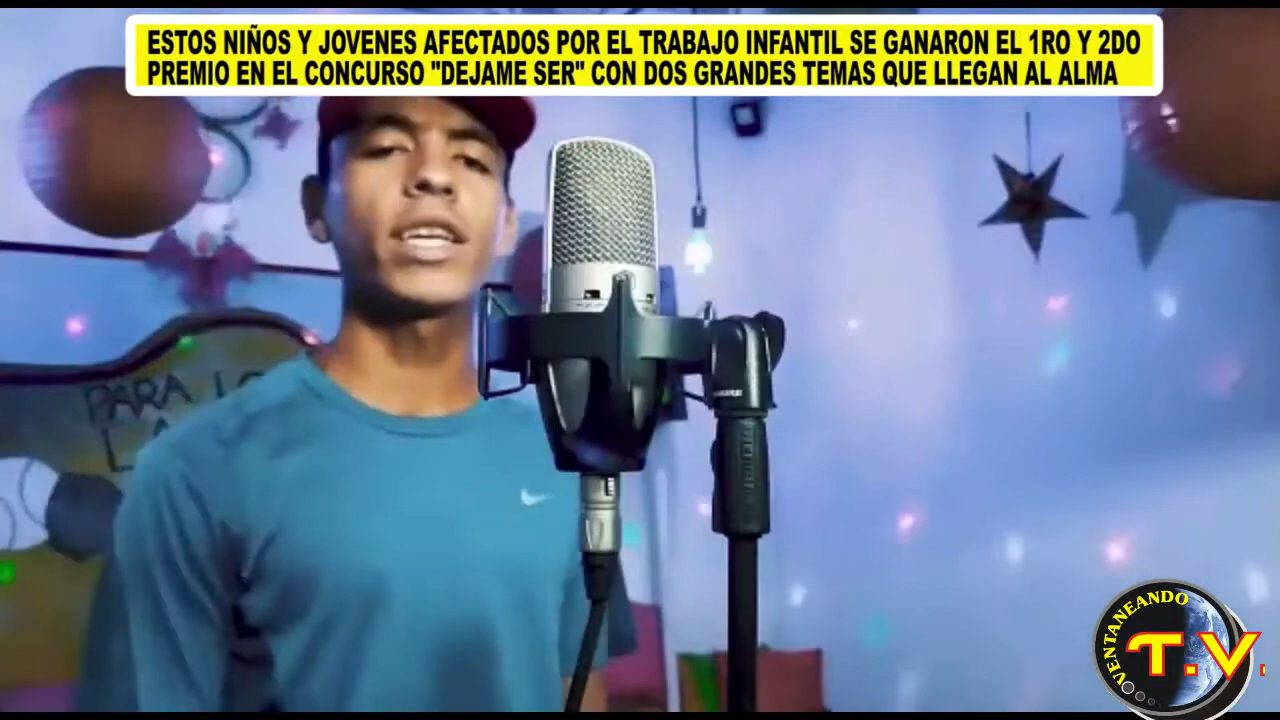 ESTOS NIÑOS Y JOVENES AFECTADOS POR EL TRABAJO INFANTIL SE GANARON EL 1RO Y 2DO
PREMIO EN EL CONCURSO "DEJAME SER" CON DOS GRANDES TEMAS QUE LLEGAN AL ALMA
PARA LO
LA
VENTANEANDO
T.V.